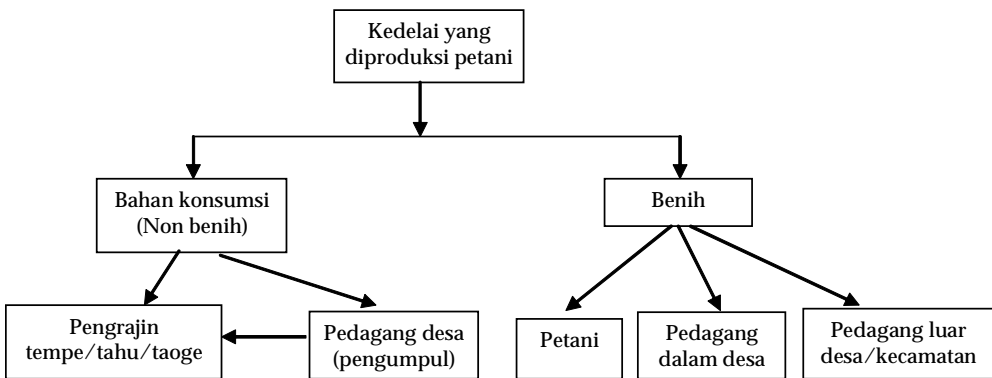 Kedelai yang
diproduksi petani
Bahan konsumsi
(Non benih)
Benih
Pengrajin
tempe/tahu/taoge
Pedagang desa
(pengumpul)
Petani
Pedagang
dalam desa
Pedagang luar
desa/kecamatan